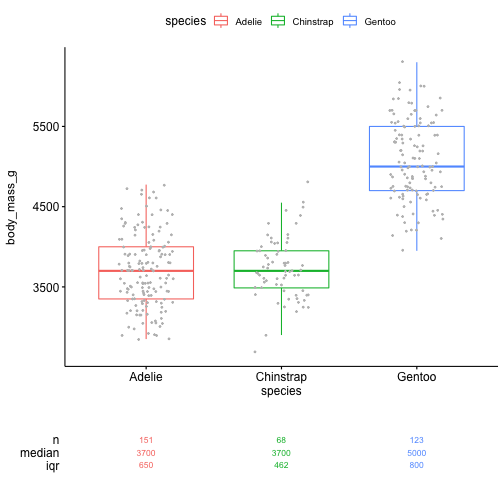 species Adelie Chinstrap Gentoo
body_mass_g
5500
4500
3500
Adelie Chinstrap Gentoo
species
n 151 68 123
median 3700 3700 5000
iqr 650 462 800